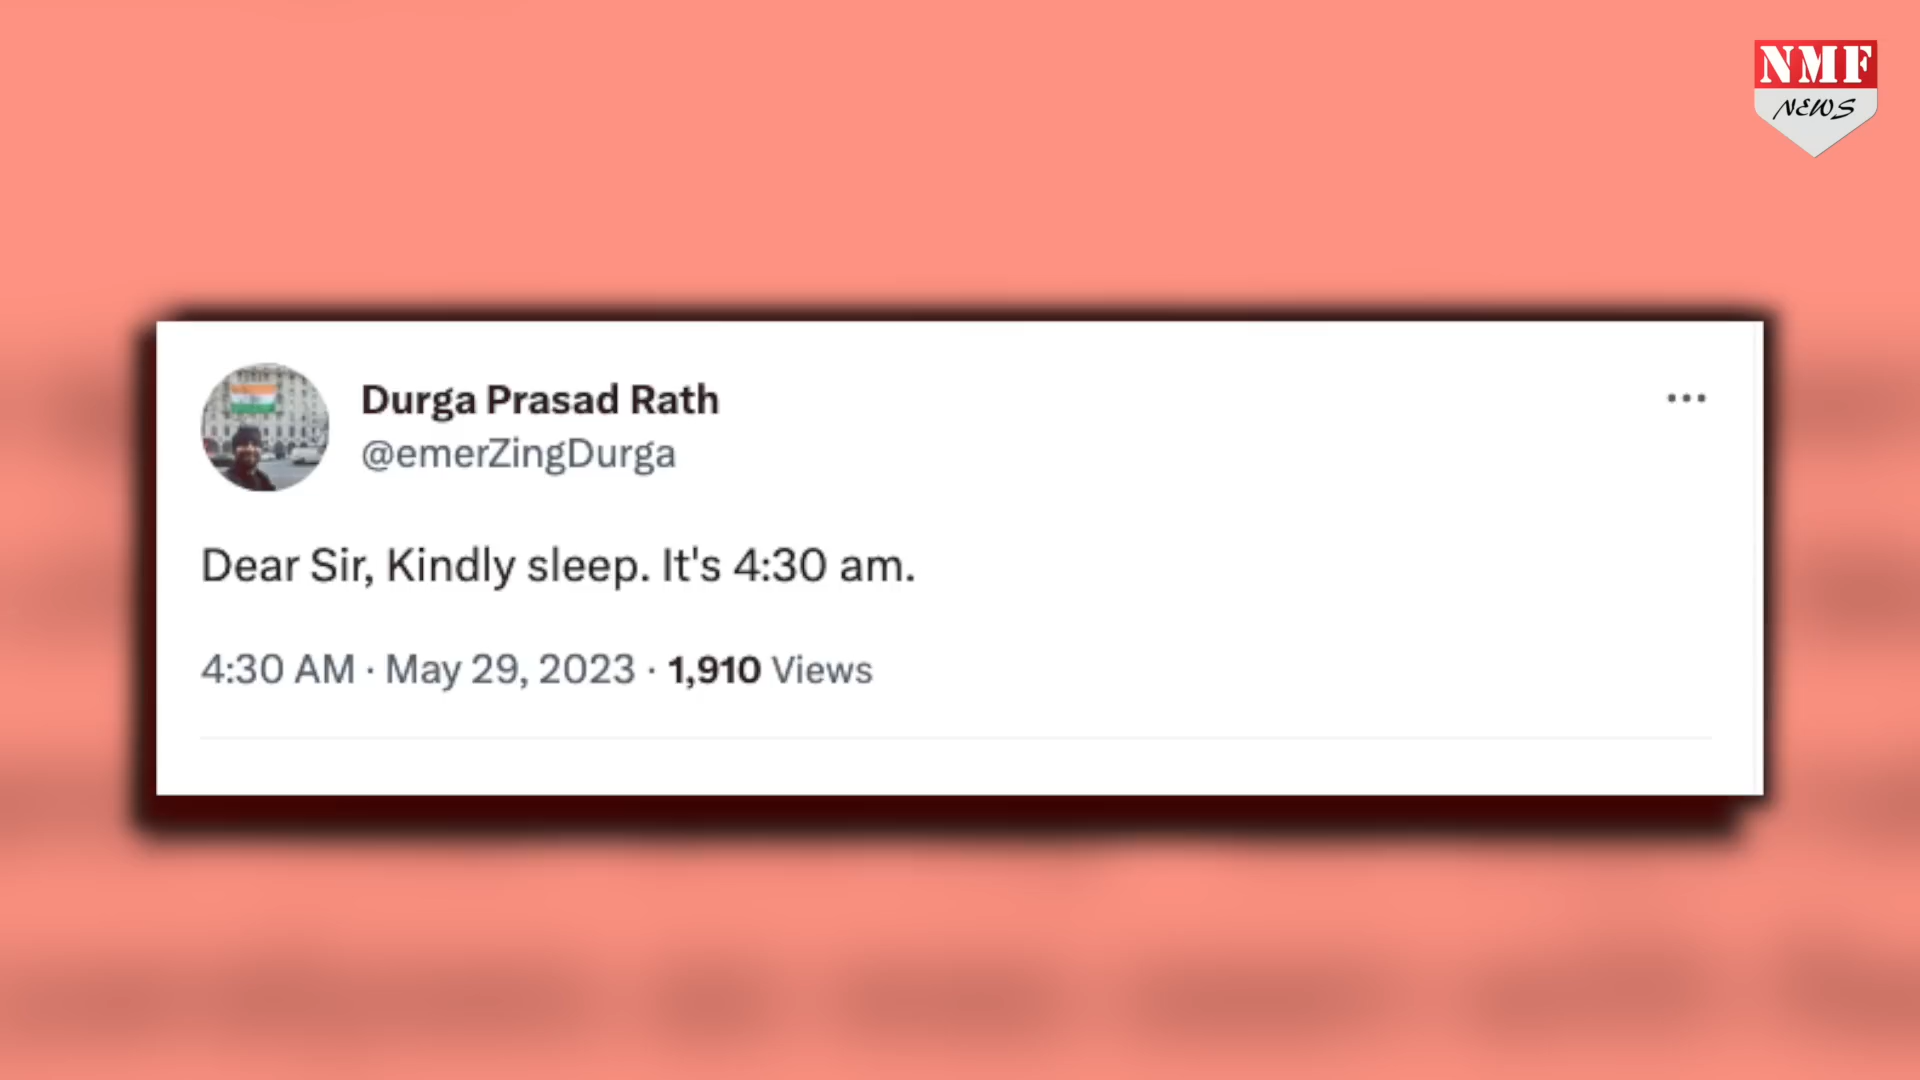 NMF
NEWS
Durga Prasad Rath
@emerZingDurga
Dear Sir, Kindly sleep. It's 4:30 am.
4:30 AM · May 29, 2023 · 1,910 Views